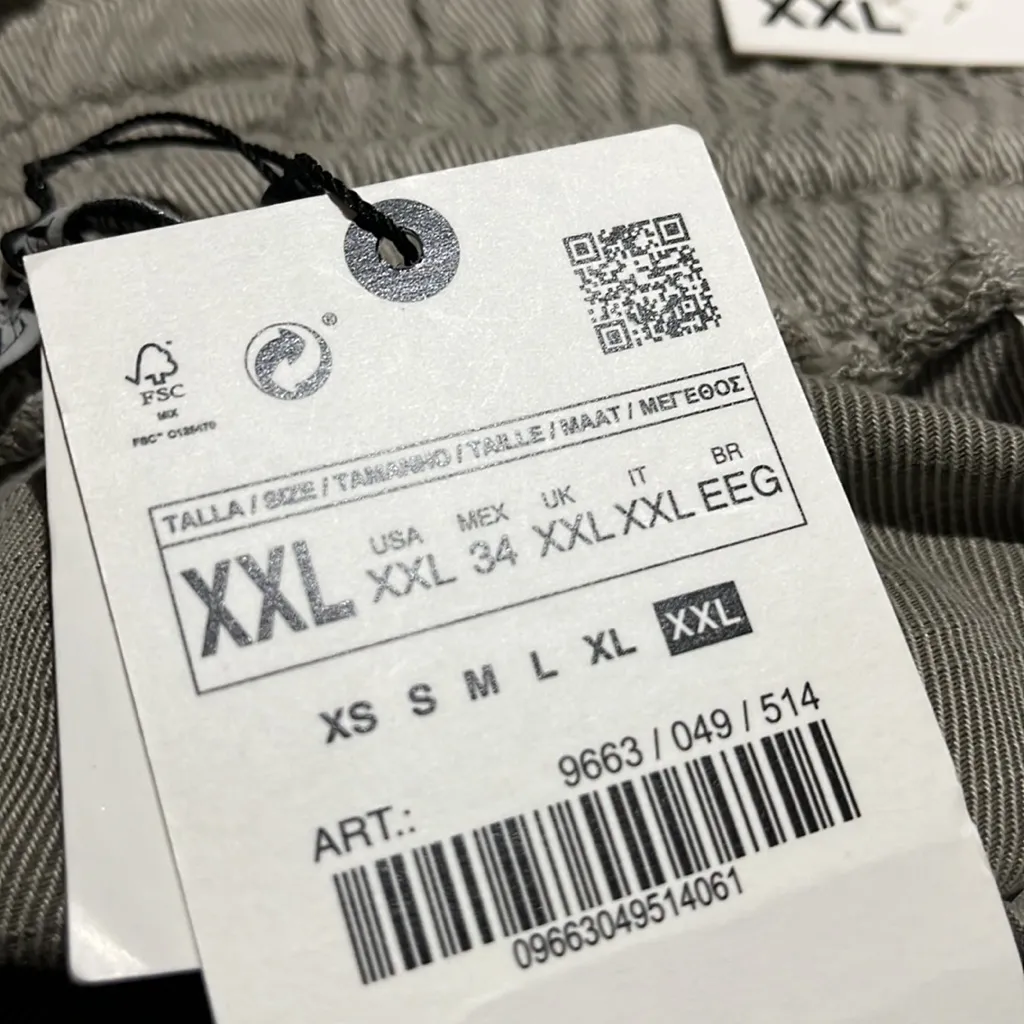 XXL
FSC
MIX
®
TALLA / SIZE / TAMANHO / TAILLE / MAAT / ΜΕΓΕΘΟΣ
XXL
USA MEX UK IT BR
XXL 34 XXL XXL EEG
XS S M L XL XXL
9663 / 049 / 514
ART.:
09663049514061